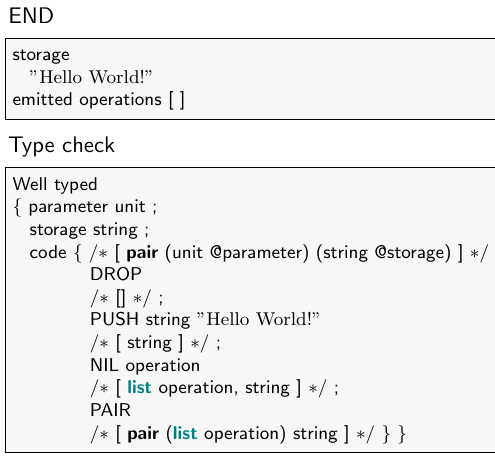 END
storage
"Hello World!"
emitted operations [ ]
Type check
Well typed
{ parameter unit ;
storage string ;
code { /* [ pair (unit @parameter) (string @storage) ] */
DROP
/* [] */ ;
PUSH string "Hello World!"
/* [ string ] */ ;
NIL operation
/* [ list operation, string ] */ ;
PAIR
/* [ pair (list operation) string ] */ } }